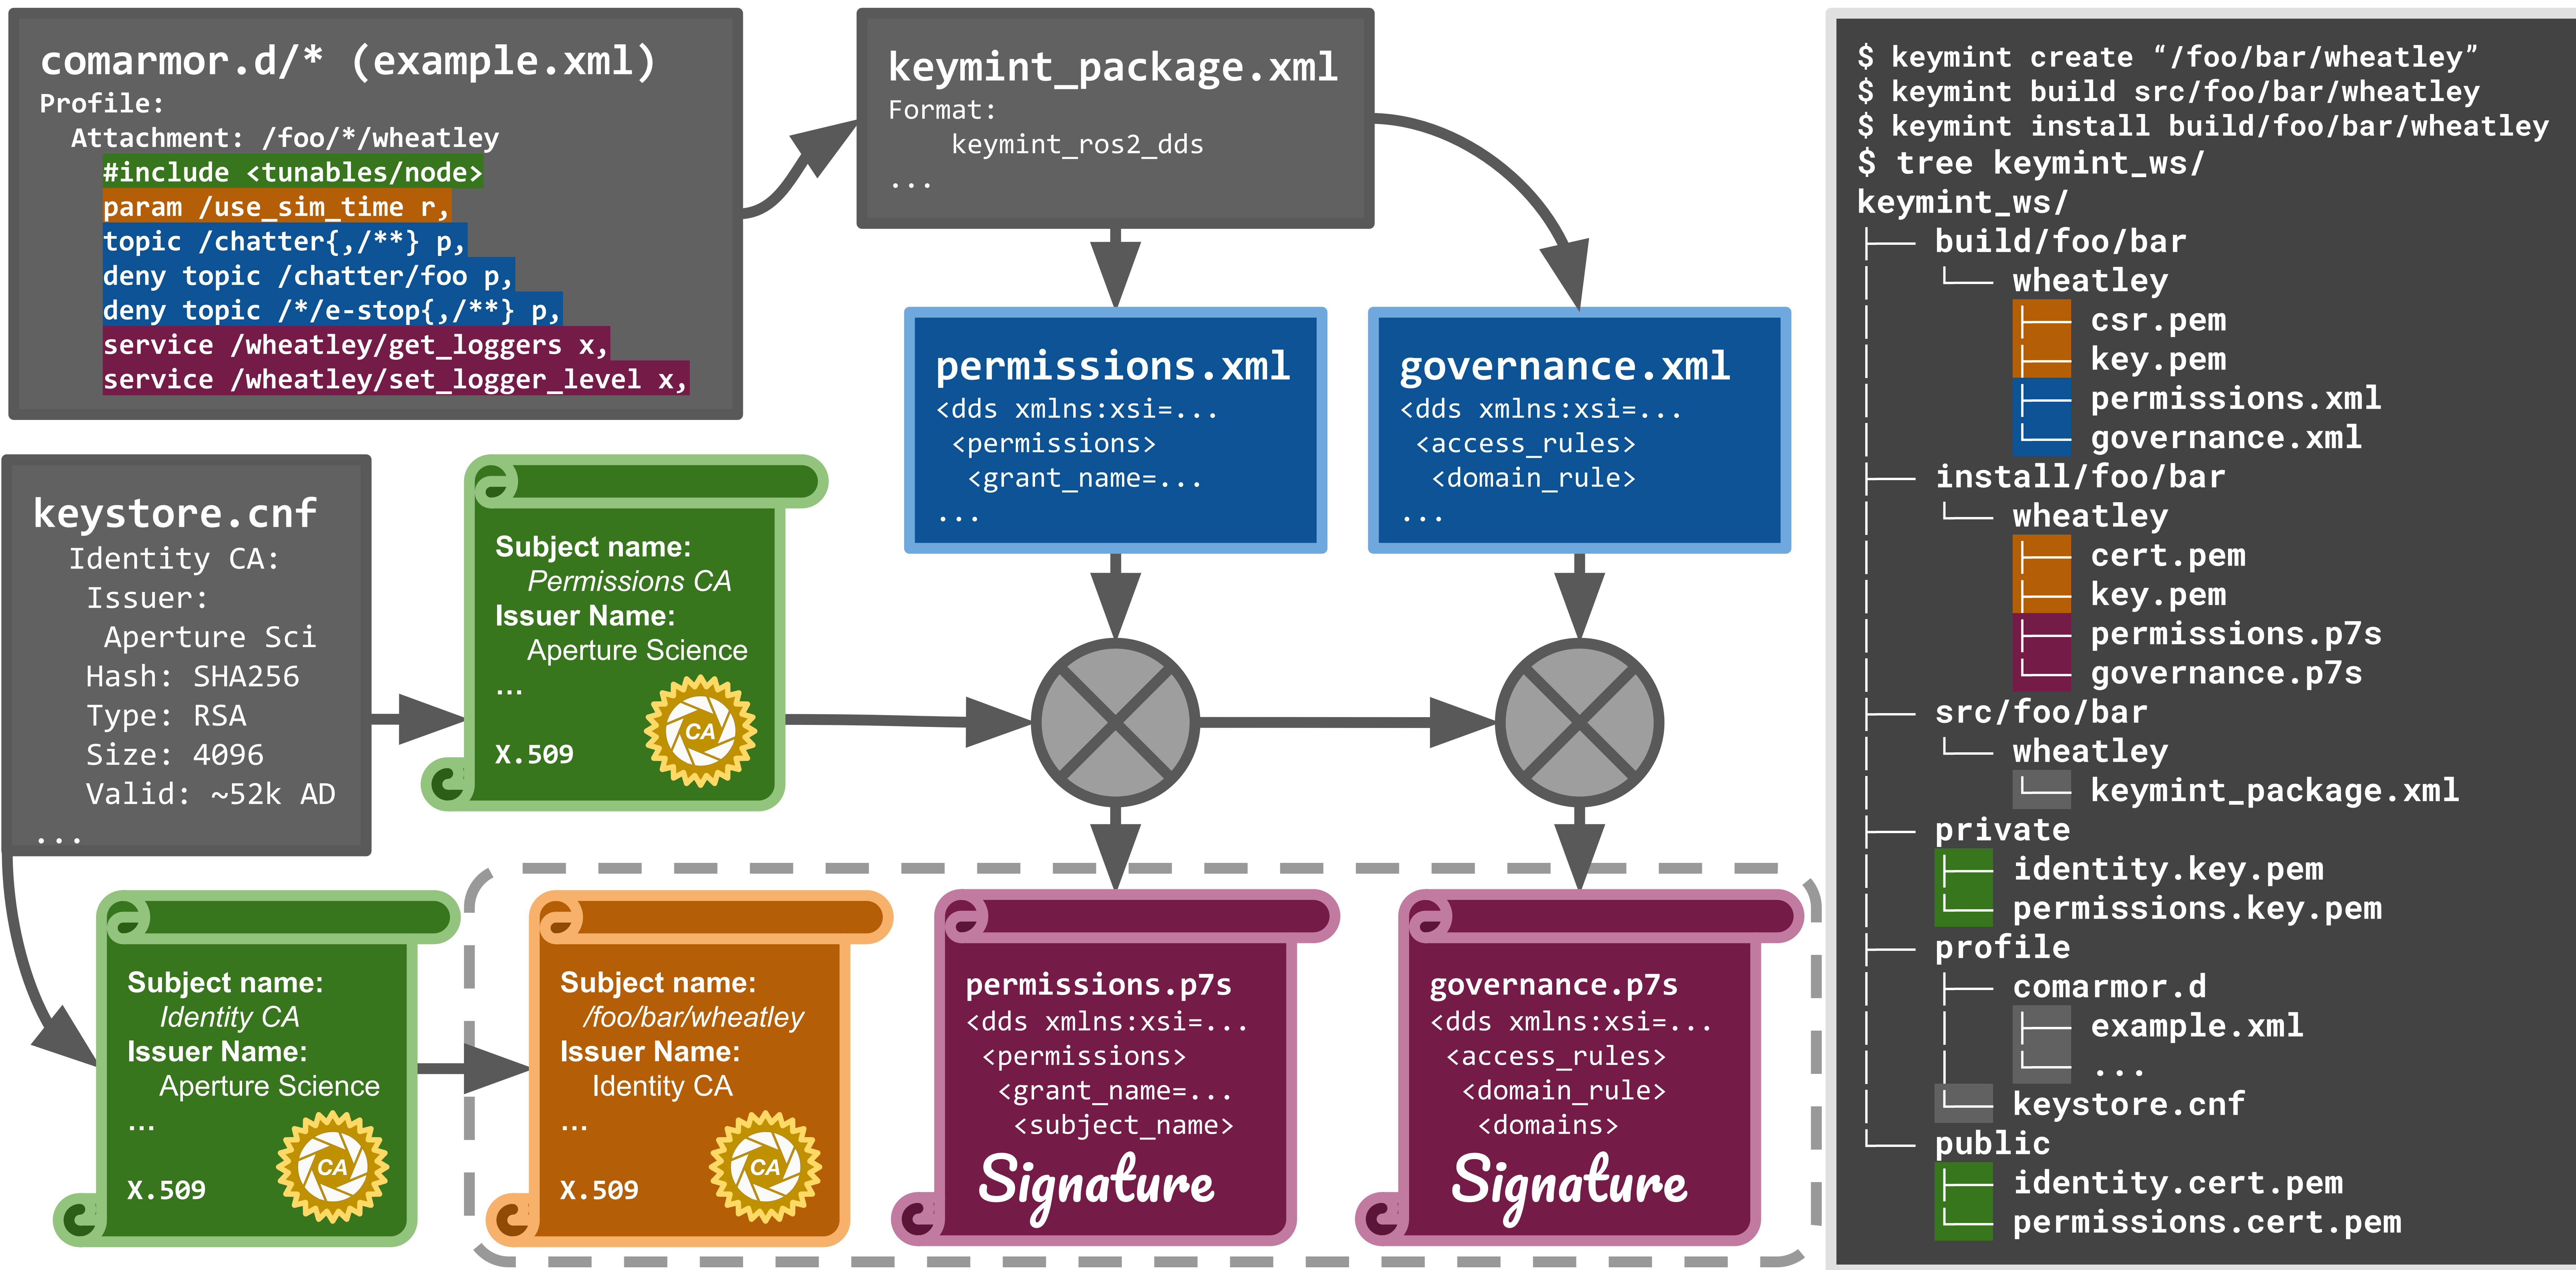 comarmor.d/* (example.xml)
Profile:
Attachment: /foo/*/wheatley
#include <tunables/node>
param /use_sim_time r,
topic /chatter{,/**} p,
deny topic /chatter/foo p,
deny topic /*/e-stop{,/**} p,
service /wheatley/get_loggers x,
service /wheatley/set_logger_level x,
keymint_package.xml
Format:
keymint_ros2_dds
...
permissions.xml
<dds xmlns:xsi=...
<permissions>
<grant_name=...
...
governance.xml
<dds xmlns:xsi=...
<access_rules>
<domain_rule>
...
keystore.cnf
Identity CA:
Issuer:
Aperture Sci
Hash: SHA256
Type: RSA
Size: 4096
Valid: ~52k AD
...
Subject name:
Permissions CA
Issuer Name:
Aperture Science
...
CA
X.509
Subject name:
Identity CA
Issuer Name:
Aperture Science
...
CA
X.509
Subject name:
/foo/bar/wheatley
Issuer Name:
Identity CA
...
CA
X.509
permissions.p7s
<dds xmlns:xsi=...
<permissions>
<grant_name=...
<subject_name>
Signature
governance.p7s
<dds xmlns:xsi=...
<access_rules>
<domain_rule>
<domains>
Signature
$ keymint create “/foo/bar/wheatley”
$ keymint build src/foo/bar/wheatley
$ keymint install build/foo/bar/wheatley
$ tree keymint_ws/
keymint_ws/
├── build/foo/bar
│   └── wheatley
│       ├── csr.pem
│       ├── key.pem
│       ├── permissions.xml
│       └── governance.xml
├── install/foo/bar
│   └── wheatley
│       ├── cert.pem
│       ├── key.pem
│       ├── permissions.p7s
│       └── governance.p7s
├── src/foo/bar
│   └── wheatley
│       └── keymint_package.xml
├── private
│   ├── identity.key.pem
│   └── permissions.key.pem
├── profile
│   ├── comarmor.d
│   │   ├── example.xml
│   │   └── ...
│   └── keystore.cnf
└── public
    ├── identity.cert.pem
    └── permissions.cert.pem